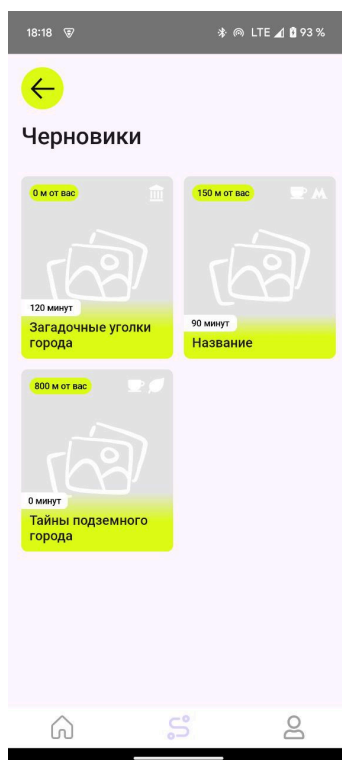 18:18 LTE 93 %
Черновики
0 м от вас
120 минут
Загадочные уголки
города
150 м от вас
90 минут
Название
800 м от вас
0 минут
Тайны подземного
города